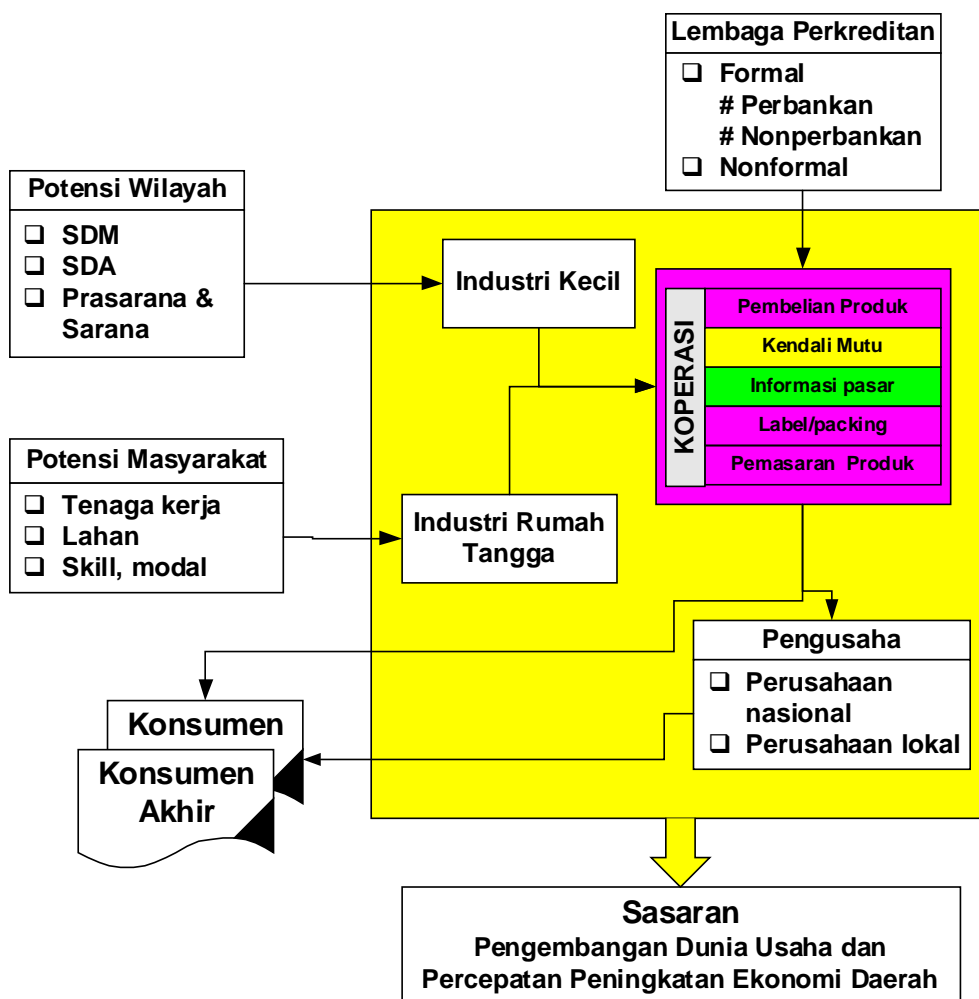 Lembaga Perkreditan
❑ Formal
# Perbankan
# Nonperbankan
❑ Nonformal
Potensi Wilayah
❑ SDM
❑ SDA
❑ Prasarana &
Sarana
Industri Kecil
KOPERASI
Pembelian Produk
Kendali Mutu
Informasi pasar
Label/packing
Pemasaran Produk
Potensi Masyarakat
❑ Tenaga kerja
❑ Lahan
❑ Skill, modal
Industri Rumah
Tangga
Pengusaha
❑ Perusahaan
nasional
❑ Perusahaan lokal
Konsumen
Konsumen
Akhir
Sasaran
Pengembangan Dunia Usaha dan
Percepatan Peningkatan Ekonomi Daerah